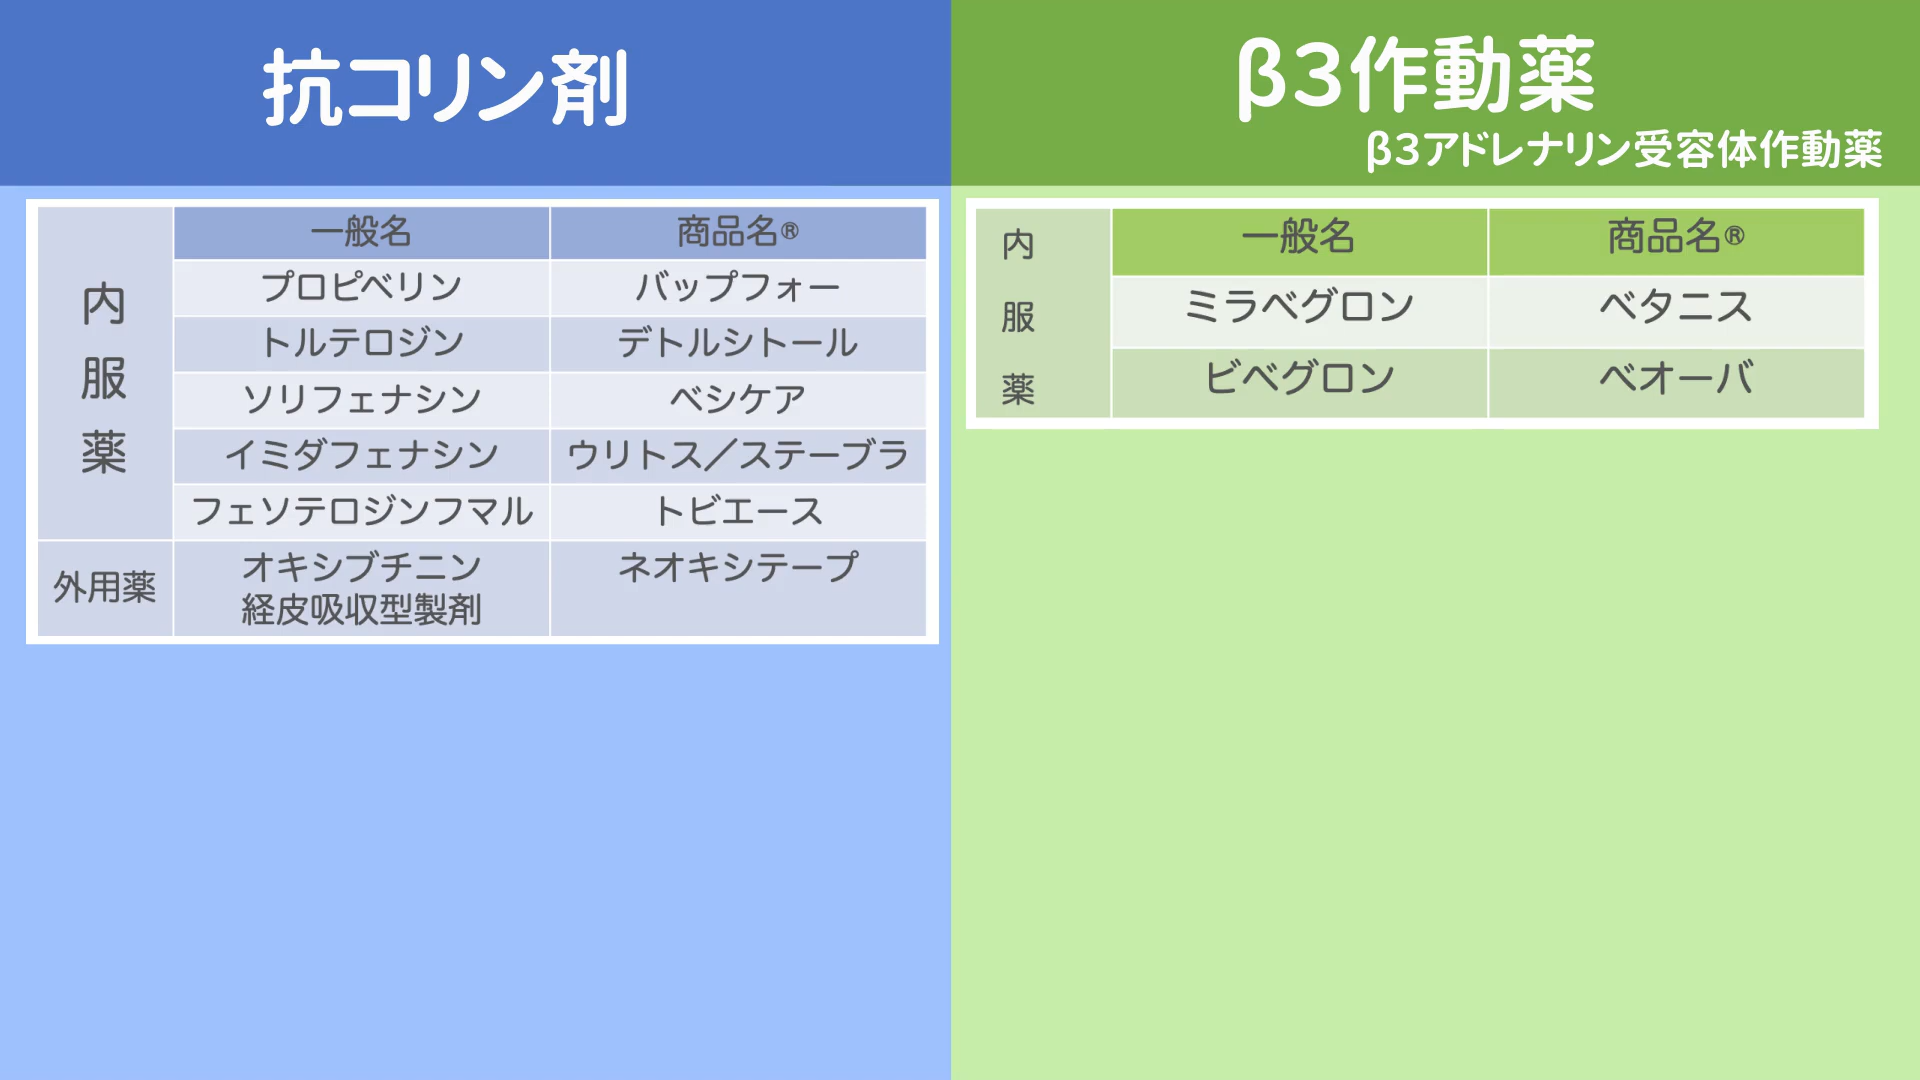 抗コリン剤
内服薬
一般名 商品名®
プロピベリン バップフォー
トルテロジン デトルシトール
ソリフェナシン ベシケア
イミダフェナシン ウリトス／ステーブラ
フェソテロジンフマル トビエース
外用薬
オキシブチニン ネオキシテープ
経皮吸収型製剤
β3作動薬
β3アドレナリン受容体作動薬
内服薬
一般名 商品名®
ミラベグロン ベタニス
ビベグロン ベオーバ